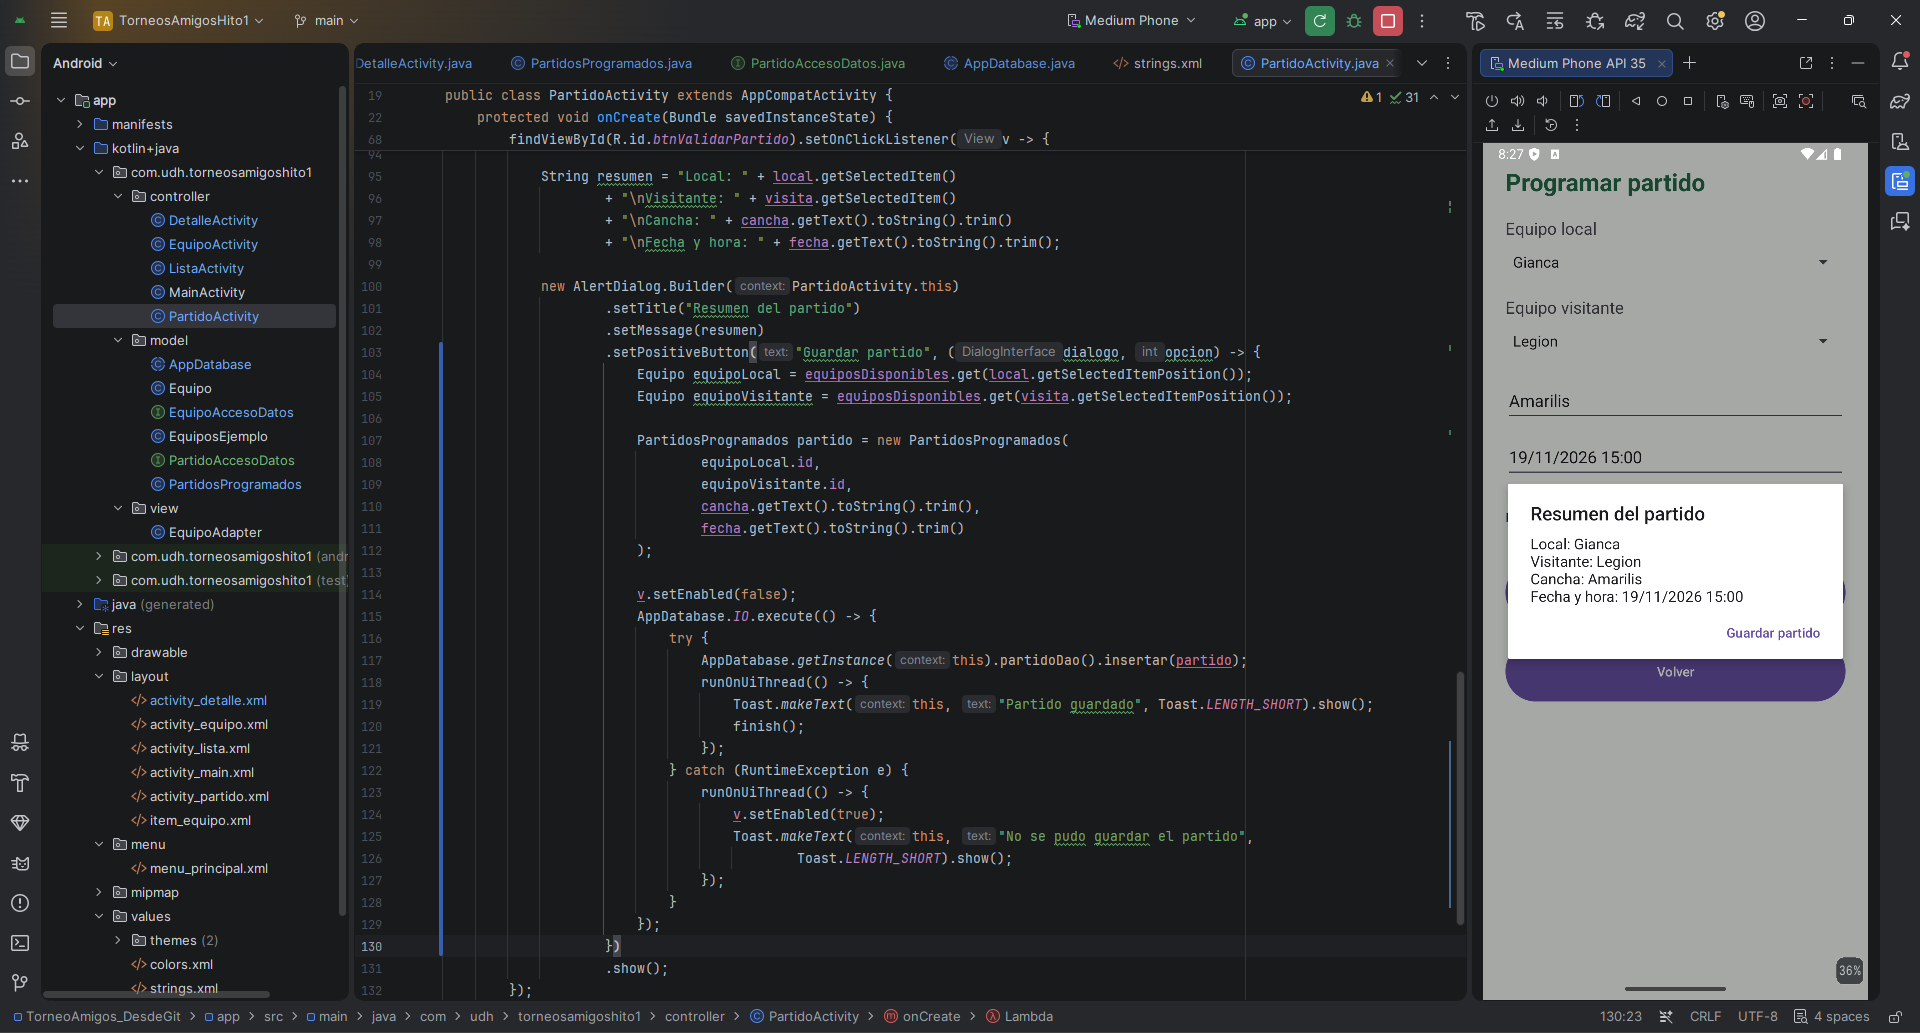 TA TorneosAmigosHito1 main Medium Phone app
Android
DetalleActivity.java PartidosProgramados.java PartidoAccesoDatos.java AppDatabase.java strings.xml PartidoActivity.java
Medium Phone API 35
app
manifests
kotlin+java
com.udh.torneosamigoshito1
controller
DetalleActivity
EquipoActivity
ListaActivity
MainActivity
PartidoActivity
model
AppDatabase
Equipo
EquipoAccesoDatos
EquiposEjemplo
PartidoAccesoDatos
PartidosProgramados
view
EquipoAdapter
com.udh.torneosamigoshito1 (andr
com.udh.torneosamigoshito1 (test
java (generated)
res
drawable
layout
activity_detalle.xml
activity_equipo.xml
activity_lista.xml
activity_main.xml
activity_partido.xml
item_equipo.xml
menu
menu_principal.xml
mipmap
values
themes (2)
colors.xml
strings.xml
1 31
19 public class PartidoActivity extends AppCompatActivity {
22 protected void onCreate(Bundle savedInstanceState) {
68 findViewById(R.id.btnValidarPartido).setOnClickListener( View v -> {
94
95 String resumen = "Local: " + local.getSelectedItem()
96 + "\nVisitante: " + visita.getSelectedItem()
97 + "\nCancha: " + cancha.getText().toString().trim()
98 + "\nFecha y hora: " + fecha.getText().toString().trim();
99
100 new AlertDialog.Builder( context: PartidoActivity.this)
101 .setTitle("Resumen del partido")
102 .setMessage(resumen)
103 .setPositiveButton( text: "Guardar partido", ( DialogInterface dialogo, int opcion) -> {
104 Equipo equipoLocal = equiposDisponibles.get(local.getSelectedItemPosition());
105 Equipo equipoVisitante = equiposDisponibles.get(visita.getSelectedItemPosition());
106
107 PartidosProgramados partido = new PartidosProgramados(
108 equipoLocal.id,
109 equipoVisitante.id,
110 cancha.getText().toString().trim(),
111 fecha.getText().toString().trim()
112 );
113
114 v.setEnabled(false);
115 AppDatabase.IO.execute(() -> {
116 try {
117 AppDatabase.getInstance( context: this).partidoDao().insertar(partido);
118 runOnUiThread(() -> {
119 Toast.makeText( context: this, text: "Partido guardado", Toast.LENGTH_SHORT).show();
120 finish();
121 });
122 } catch (RuntimeException e) {
123 runOnUiThread(() -> {
124 v.setEnabled(true);
125 Toast.makeText( context: this, text: "No se pudo guardar el partido",
126 Toast.LENGTH_SHORT).show();
127 });
128 }
129 });
130 })
131 .show();
132 });
8:27
Programar partido
Equipo local
Gianca
Equipo visitante
Legion
Amarilis
19/11/2026 15:00
Resumen del partido
Local: Gianca
Visitante: Legion
Cancha: Amarilis
Fecha y hora: 19/11/2026 15:00
Guardar partido
Volver
36%
TorneoAmigos_DesdeGit > app > src > main > java > com > udh > torneosamigoshito1 > controller > PartidoActivity > onCreate > Lambda
130:23 CRLF UTF-8 4 spaces